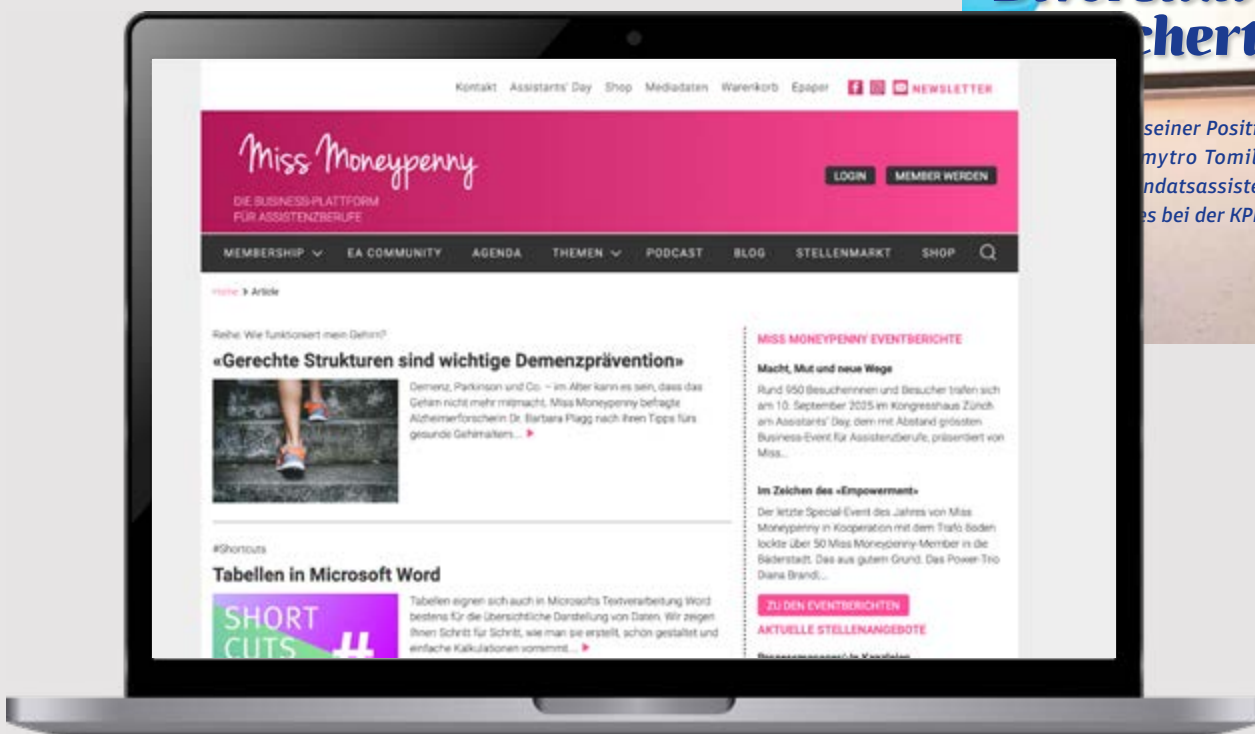 Kontakt Assistants' Day Shop Mediadaten Warenkorb Epaper NEWSLETTER
Miss Moneypenny
DIE BUSINESS-PLATTFORM
FÜR ASSISTENZBERUFE
LOGIN MEMBER WERDEN
MEMBERSHIP EA COMMUNITY AGENDA THEMEN PODCAST BLOG STELLENMARKT SHOP
Home > Article
Reihe: Wie funktioniert mein Gehirn?
«Gerechte Strukturen sind wichtige Demenzprävention»
Demenz, Parkinson und Co. – im Alter kann es sein, dass das
Gehirn nicht mehr mitmacht. Miss Moneypenny befragte
Alzheimerforscherin Dr. Barbara Plagg nach ihren Tipps fürs
gesunde Gehirnaltern...
#Shortcuts
Tabellen in Microsoft Word
SHORT
CUTS #
Tabellen eignen sich auch in Microsofts Textverarbeitung Word
bestens für die übersichtliche Darstellung von Daten. Wir zeigen
Ihnen Schritt für Schritt, wie man sie erstellt, schön gestaltet und
einfache Kalkulationen vornimmt...
MISS MONEYPENNY EVENTBERICHTE
Macht, Mut und neue Wege
Rund 950 Besucherinnen und Besucher trafen sich
am 10. September 2025 im Kongresshaus Zürich
am Assistants' Day, dem mit Abstand grössten
Business-Event für Assistenzberufe, präsentiert von
Miss...
Im Zeichen des «Empowerment»
Der letzte Special-Event des Jahres von Miss
Moneypenny in Kooperation mit dem Trafo Baden
lockte über 50 Miss Moneypenny-Member in die
Bäderstadt. Das aus gutem Grund: Das Power-Trio
Diana Brandl,...
ZU DEN EVENTBERICHTEN
AKTUELLE STELLENANGEBOTE
chert
seiner Positi
mytro Tomil
ndatsassiste
es bei der KP